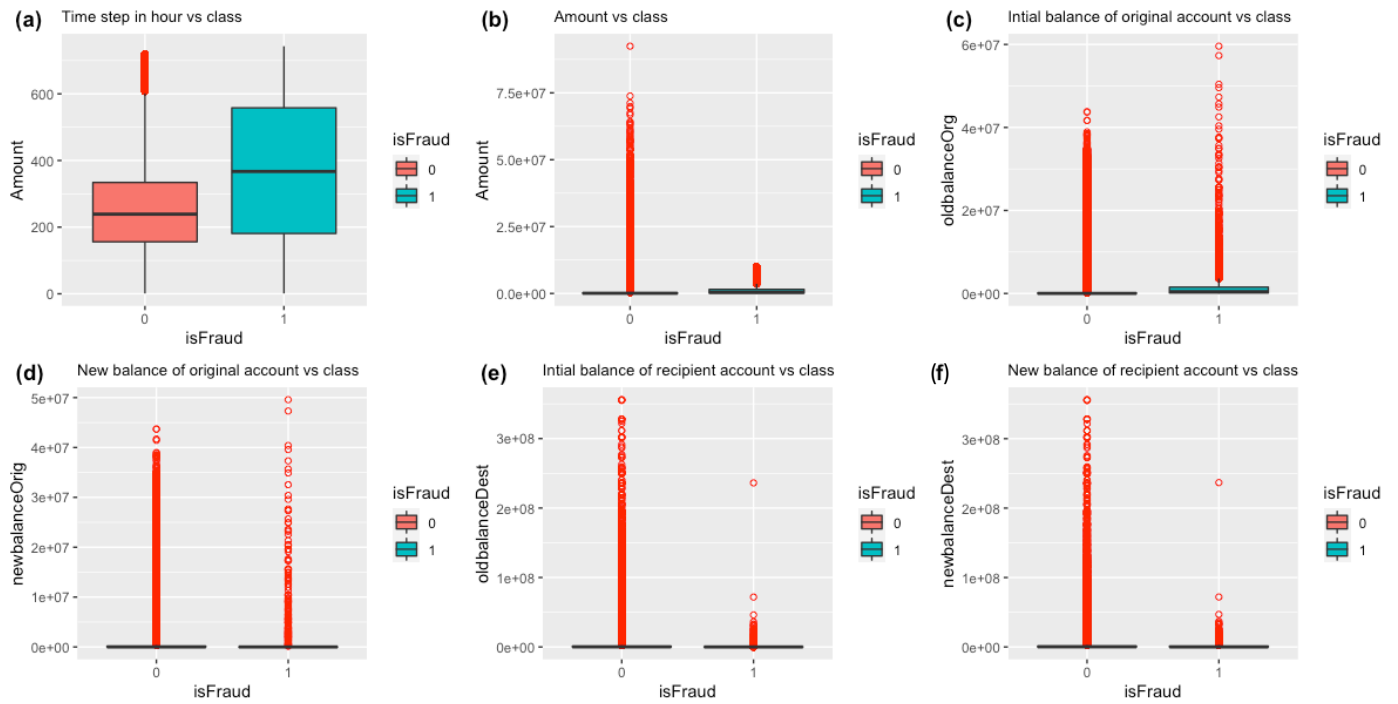 (a) Time step in hour vs class
Amount
600
400
200
0
0 1
isFraud
isFraud
0
1
(b) Amount vs class
Amount
7.5e+07
5.0e+07
2.5e+07
0.0e+00
0 1
isFraud
isFraud
0
1
(c) Intial balance of original account vs class
oldbalanceOrg
6e+07
4e+07
2e+07
0e+00
0 1
isFraud
isFraud
0
1
(d) New balance of original account vs class
newbalanceOrig
5e+07
4e+07
3e+07
2e+07
1e+07
0e+00
0 1
isFraud
isFraud
0
1
(e) Intial balance of recipient account vs class
oldbalanceDest
3e+08
2e+08
1e+08
0e+00
0 1
isFraud
isFraud
0
1
(f) New balance of recipient account vs class
newbalanceDest
3e+08
2e+08
1e+08
0e+00
0 1
isFraud
isFraud
0
1